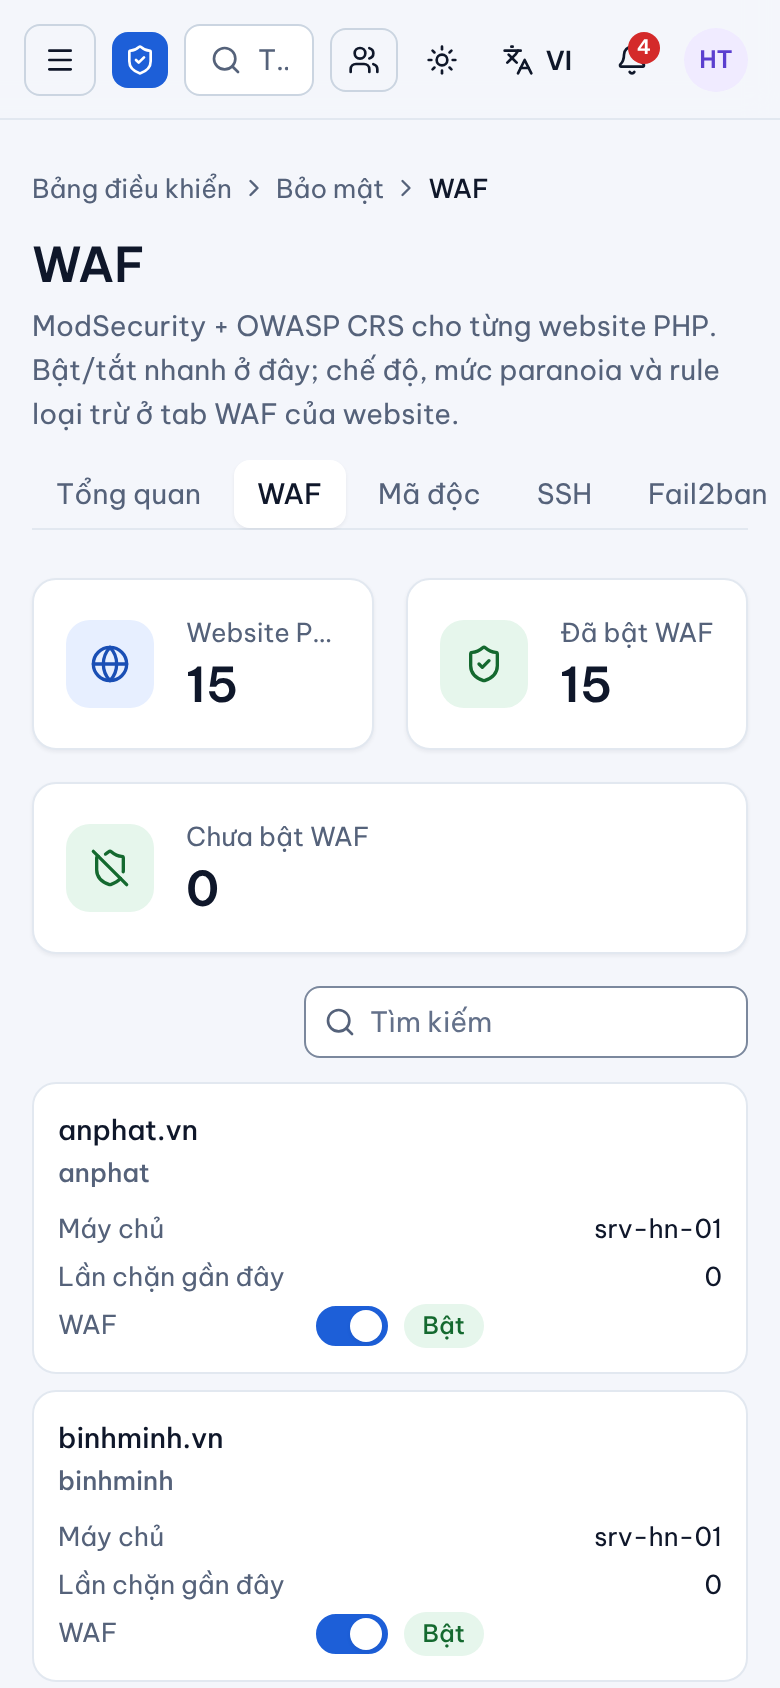 T..
VI
4
HT
Bảng điều khiển > Bảo mật > WAF
WAF
ModSecurity + OWASP CRS cho từng website PHP.
Bật/tắt nhanh ở đây; chế độ, mức paranoia và rule
loại trừ ở tab WAF của website.
Tổng quan
WAF
Mã độc
SSH
Fail2ban
Website P...
15
Đã bật WAF
15
Chưa bật WAF
0
Tìm kiếm
anphat.vn
anphat
Máy chủ srv-hn-01
Lần chặn gần đây 0
WAF Bật
binhminh.vn
binhminh
Máy chủ srv-hn-01
Lần chặn gần đây 0
WAF Bật